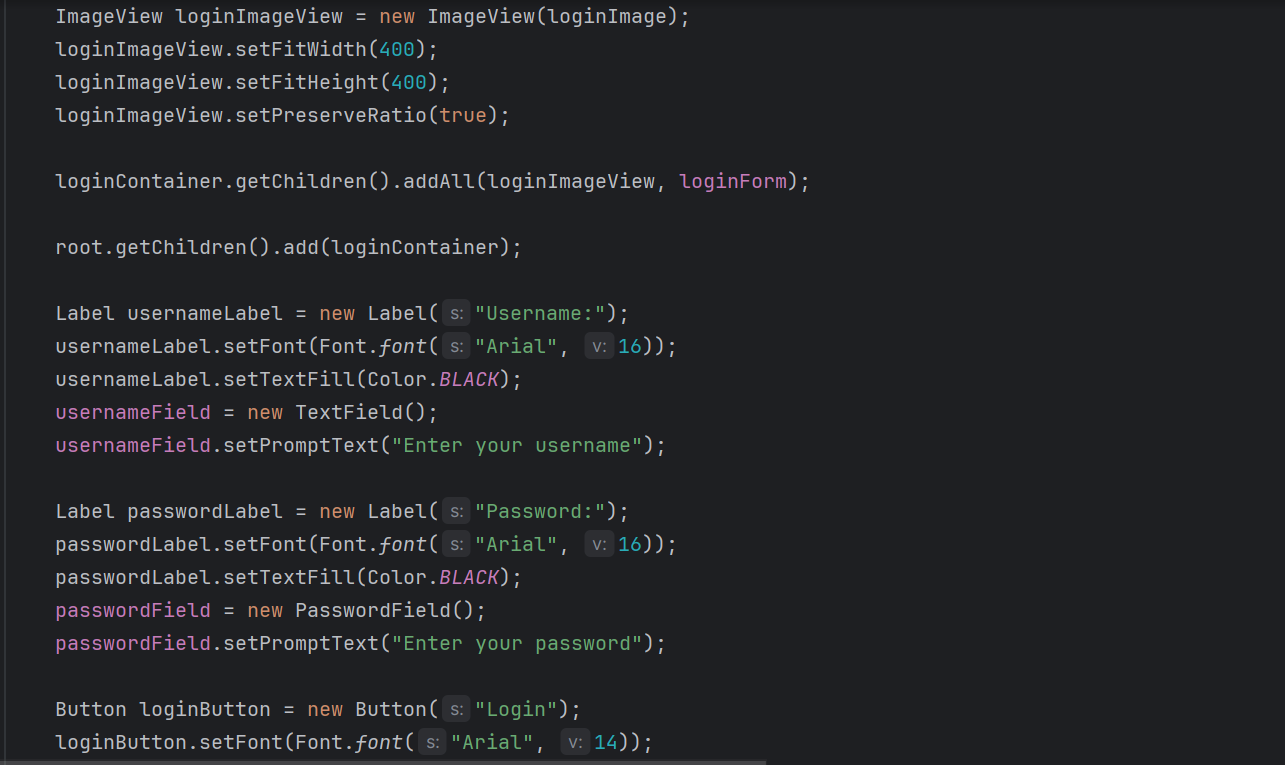 ImageView loginImageView = new ImageView(loginImage);
loginImageView.setFitWidth(400);
loginImageView.setFitHeight(400);
loginImageView.setPreserveRatio(true);
loginContainer.getChildren().addAll(loginImageView, loginForm);
root.getChildren().add(loginContainer);
Label usernameLabel = new Label( s: "Username:");
usernameLabel.setFont(Font.font( s: "Arial", v: 16));
usernameLabel.setTextFill(Color.BLACK);
usernameField = new TextField();
usernameField.setPromptText("Enter your username");
Label passwordLabel = new Label( s: "Password:");
passwordLabel.setFont(Font.font( s: "Arial", v: 16));
passwordLabel.setTextFill(Color.BLACK);
passwordField = new PasswordField();
passwordField.setPromptText("Enter your password");
Button loginButton = new Button( s: "Login");
loginButton.setFont(Font.font( s: "Arial", v: 14));